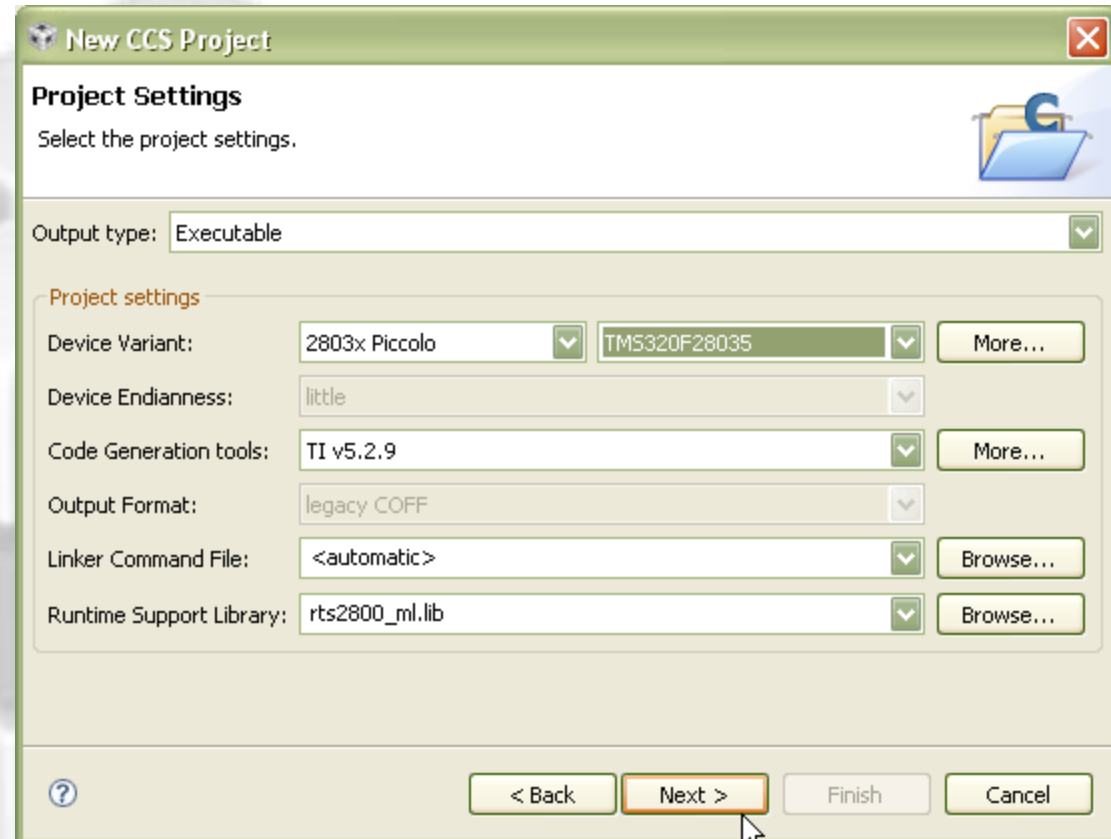 New CCS Project
Project Settings
Select the project settings.
Output type: Executable
Project settings
Device Variant: 2803x Piccolo TMS320F28035 More...
Device Endianness: little
Code Generation tools: TI v5.2.9 More...
Output Format: legacy COFF
Linker Command File: <automatic> Browse...
Runtime Support Library: rts2800_ml.lib Browse...
? < Back Next > Finish Cancel